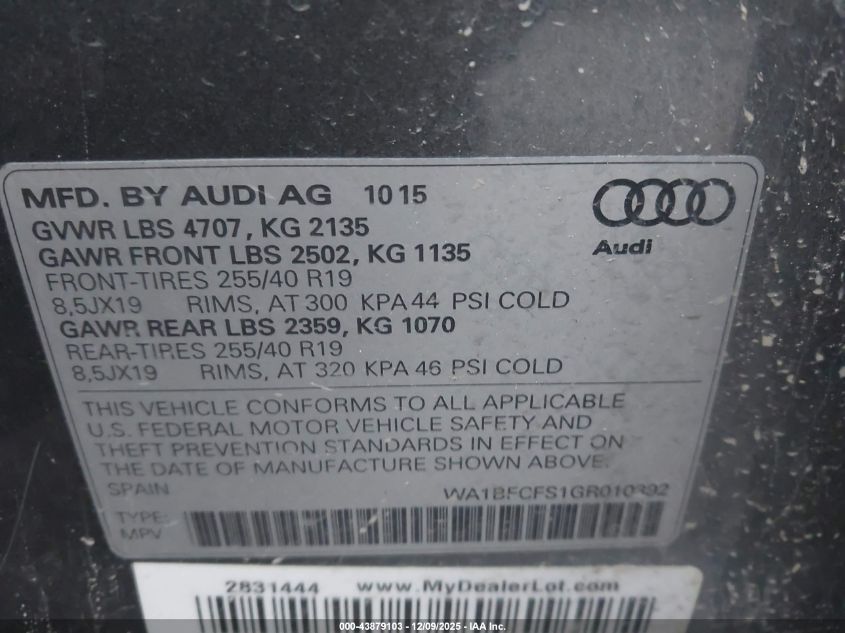 MFD. BY AUDI AG 10 15
GVWR LBS 4707, KG 2135
GAWR FRONT LBS 2502, KG 1135
FRONT-TIRES 255/40 R19
8,5JX19 RIMS, AT 300 KPA 44 PSI COLD
GAWR REAR LBS 2359, KG 1070
REAR-TIRES 255/40 R19
8,5JX19 RIMS, AT 320 KPA 46 PSI COLD
Audi
THIS VEHICLE CONFORMS TO ALL APPLICABLE
U.S. FEDERAL MOTOR VEHICLE SAFETY AND
THEFT PREVENTION STANDARDS IN EFFECT ON
THE DATE OF MANUFACTURE SHOWN ABOVE.
SPAIN WA1BFCFS1GR010392
TYPE:
MPV
2831444 www.MyDealerLot.com
000-43879103 - 12/09/2025 - IAA Inc.